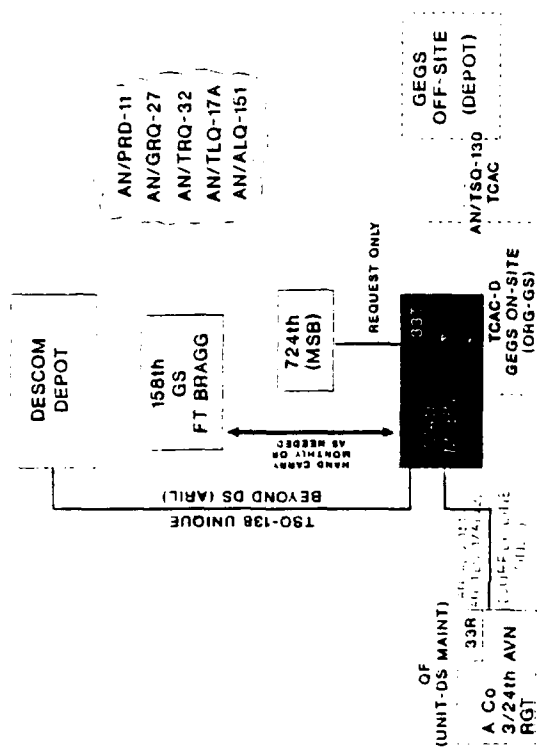 DESCOM
DEPOT
AN/PRD-11
AN/GRQ-27
AN/TRQ-32
AN/TLQ-17A
AN/ALQ-151
158th
GS
FT BRAGG
TSQ-138 UNIQUE
BEYOND DS (ARIL)
HAND CARRY
MONTHLY OR
AS NEEDED
724th
(MSB)
REQUEST ONLY
GEGS
OFF-SITE
(DEPOT)
AN/TSQ-130
TCAC
33T
TCAC-D
GEGS ON-SITE
(ORG-GS)
QF
(UNIT-DS MAINT)
33R
A Co
3/24th AVN
RGT